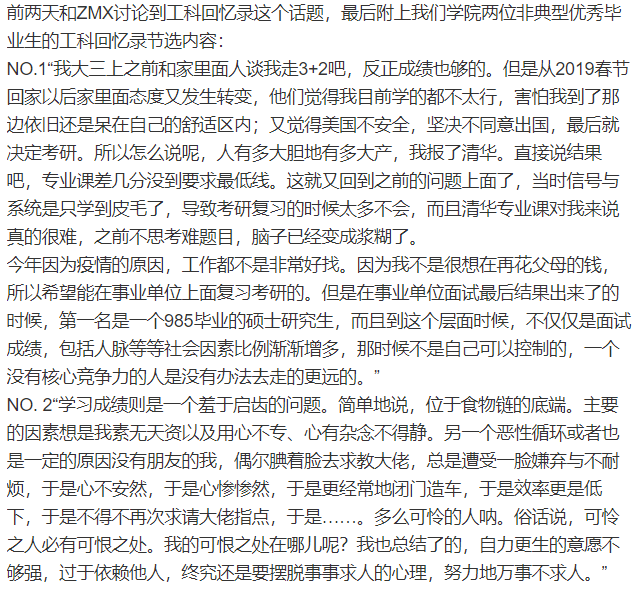 前两天和ZMX讨论到工科回忆录这个话题，最后附上我们学院两位非典型优秀毕
业生的工科回忆录节选内容：
NO.1“我大三上之前和家里面人谈我走3+2吧，反正成绩也够的。但是从2019春节
回家以后家里面态度又发生转变，他们觉得我目前学的都不太行，害怕我到了那
边依旧还是呆在自己的舒适区内；又觉得美国不安全，坚决不同意出国，最后就
决定考研。所以怎么说呢，人有多大胆地有多大产，我报了清华。直接说结果
吧，专业课差几分没到要求最低线。这就又回到之前的问题上面了，当时信号与
系统是只学到皮毛了，导致考研复习的时候太多不会，而且清华专业课对我来说
真的很难，之前不思考难题目，脑子已经变成浆糊了。
今年因为疫情的原因，工作都不是非常好找。因为我不是很想在再花父母的钱，
所以希望能在事业单位上面复习考研的。但是在事业单位面试最后结果出来了的
时候，第一名是一个985毕业的硕士研究生，而且到这个层面时候，不仅仅是面试
成绩，包括人脉等等社会因素比例渐渐增多，那时候不是自己可以控制的，一个
没有核心竞争力的人是没有办法去走的更远的。”
NO. 2“学习成绩则是一个羞于启齿的问题。简单地说，位于食物链的底端。主要
的因素想是我素无天资以及用心不专、心有杂念不得静。另一个恶性循环或者也
是一定的原因没有朋友的我，偶尔腆着脸去求教大佬，总是遭受一脸嫌弃与不耐
烦，于是心不安然，于是心惨惨然，于是更经常地闭门造车，于是效率更是低
下，于是不得不再次求请大佬指点，于是……。多么可怜的人呐。俗话说，可怜
之人必有可恨之处。我的可恨之处在哪儿呢？我也总结了的，自力更生的意愿不
够强，过于依赖他人，终究还是要摆脱事事求人的心理，努力地万事不求人。”